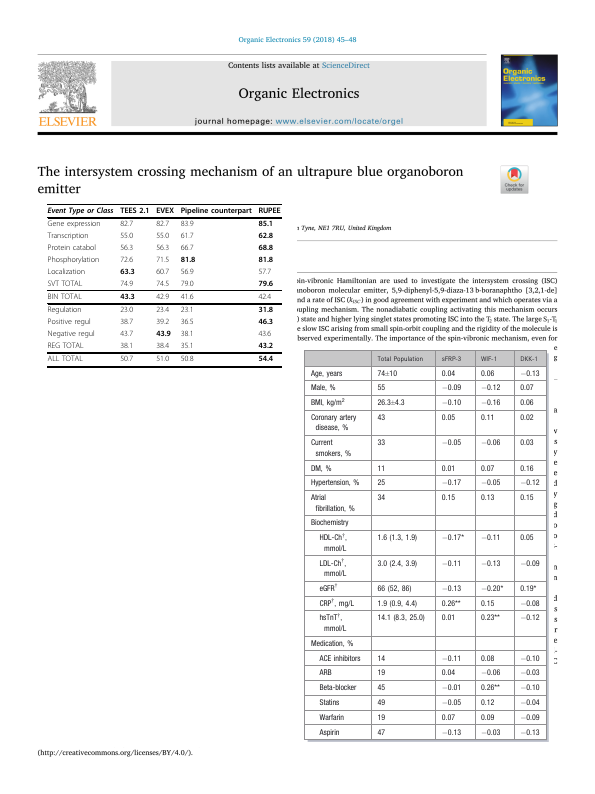 Organic Electronics 59 (2018) 45–48
Contents lists available at ScienceDirect
Organic Electronics
journal homepage: www.elsevier.com/locate/orgel
ELSEVIER
Organic
Electronics
The intersystem crossing mechanism of an ultrapure blue organoboron
emitter
Check for
updates
Event Type or Class TEES 2.1 EVEX Pipeline counterpart RUPEE
Gene expression 82.7 82.7 83.9 85.1
Transcription 55.0 55.0 61.7 62.8
Protein catabol 56.3 56.3 66.7 68.8
Phosphorylation 72.6 71.5 81.8 81.8
Localization 63.3 60.7 56.9 57.7
SVT TOTAL 74.9 74.5 79.0 79.6
BIN TOTAL 43.3 42.9 41.6 42.4
Regulation 23.0 23.4 23.1 31.8
Positive regul 38.7 39.2 36.5 46.3
Negative regul 43.7 43.9 43.1 43.6
REG TOTAL 38.1 38.4 35.1 43.2
ALL TOTAL 50.7 51.0 50.8 54.4
Tyne, NE1 7RU, United Kingdom
in-vibronic Hamiltonian are used to investigate the intersystem crossing (ISC)
noboron molecular emitter, 5,9-diphenyl-5,9-diaza-13 b-boranaphtho [3,2,1-de]
nd a rate of ISC (kISC) in good agreement with experiment and which operates via a
upling mechanism. The nonadiabatic coupling activating this mechanism occurs
) state and higher lying singlet states promoting ISC into the T2 state. The large S1-T1
e slow ISC arising from small spin-orbit coupling and the rigidity of the molecule is
bserved experimentally. The importance of the spin-vibronic mechanism, even for
Total Population sFRP-3 WIF-1 DKK-1
Age, years 74±10 0.04 0.06 −0.13
Male, % 55 −0.09 −0.12 0.07
BMI, kg/m² 26.3±4.3 −0.10 −0.16 0.06
Coronary artery 43 0.05 0.11 0.02
disease, %
Current 33 −0.05 −0.06 0.03
smokers, %
DM, % 11 0.01 0.07 0.16
Hypertension, % 25 −0.17 −0.05 −0.12
Atrial 34 0.15 0.13 0.15
fibrillation, %
Biochemistry
HDL-Ch†, 1.6 (1.3, 1.9) −0.17* −0.11 0.05
mmol/L
LDL-Ch†, 3.0 (2.4, 3.9) −0.11 −0.13 −0.09
mmol/L
eGFR† 66 (52, 86) −0.13 −0.20* 0.19*
CRP†, mg/L 1.9 (0.9, 4.4) 0.26** 0.15 −0.08
hsTnT†, 14.1 (8.3, 25.0) 0.01 0.23** −0.12
mmol/L
Medication, %
ACE inhibitors 14 −0.11 0.08 −0.10
ARB 19 0.04 −0.06 −0.03
Beta-blocker 45 −0.01 0.26** −0.10
Statins 49 −0.05 0.12 −0.04
Warfarin 19 0.07 0.09 −0.09
Aspirin 47 −0.13 −0.03 −0.13
(http://creativecommons.org/licenses/BY/4.0/).